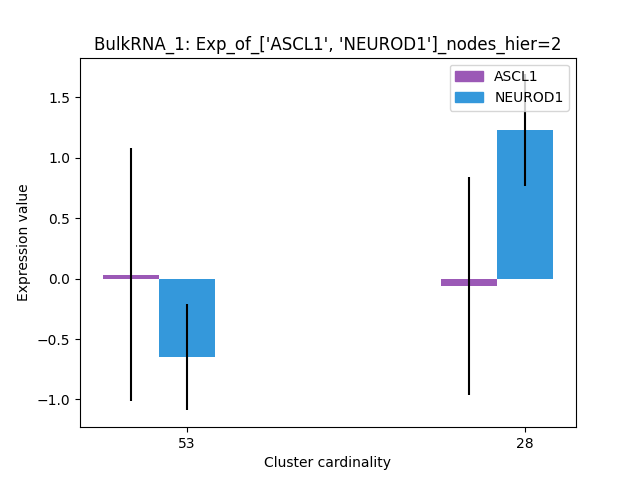 BulkRNA_1: Exp_of_['ASCL1', 'NEUROD1']_nodes_hier=2
ASCL1
NEUROD1
Expression value
1.5
1.0
0.5
0.0
−0.5
−1.0
53
28
Cluster cardinality